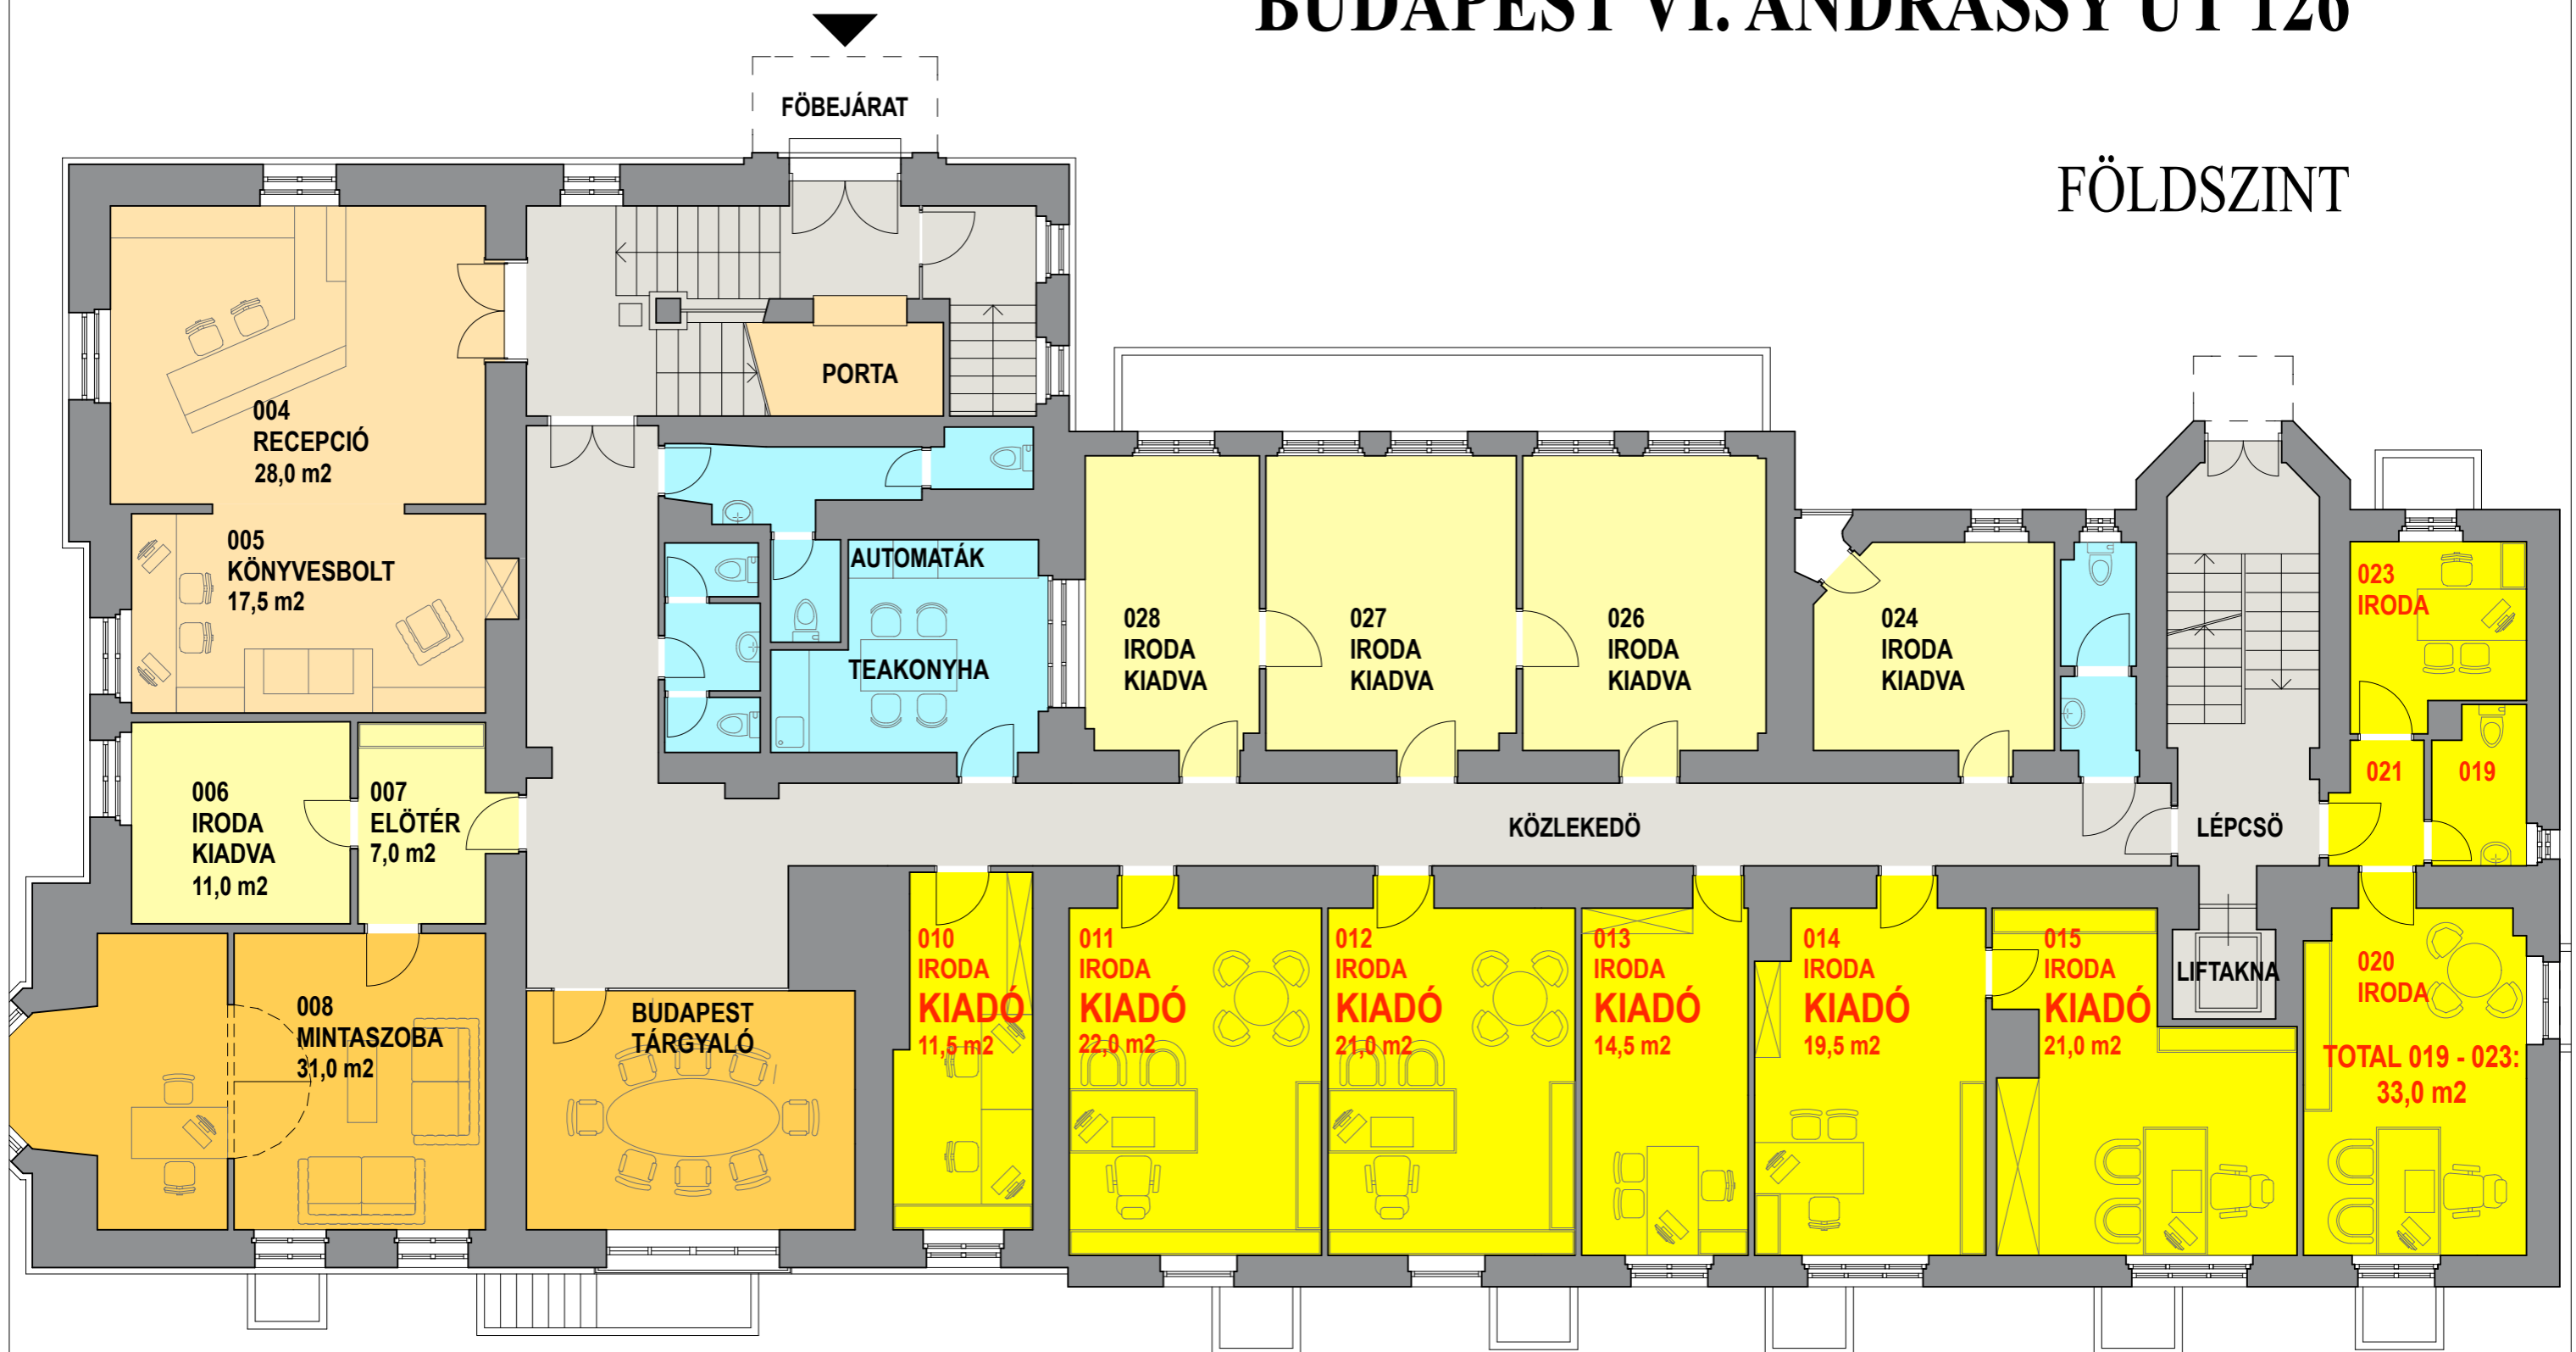 BUDAPEST VI. ANDRÁSSY ÚT 126
FÖLDSZINT
FÖBEJÁRAT
PORTA
004
RECEPCIÓ
28,0 m2
005
KÖNYVESBOLT
17,5 m2
AUTOMATÁK
TEAKONYHA
028
IRODA
KIADVA
027
IRODA
KIADVA
026
IRODA
KIADVA
024
IRODA
KIADVA
023
IRODA
021
019
006
IRODA
KIADVA
11,0 m2
007
ELÖTÉR
7,0 m2
KÖZLEKEDÖ
LÉPCSÖ
008
MINTASZOBA
31,0 m2
BUDAPEST
TÁRGYALÓ
010
IRODA
KIADÓ
11,5 m2
011
IRODA
KIADÓ
22,0 m2
012
IRODA
KIADÓ
21,0 m2
013
IRODA
KIADÓ
14,5 m2
014
IRODA
KIADÓ
19,5 m2
015
IRODA
KIADÓ
21,0 m2
LIFTAKNA
020
IRODA
TOTAL 019 - 023:
33,0 m2